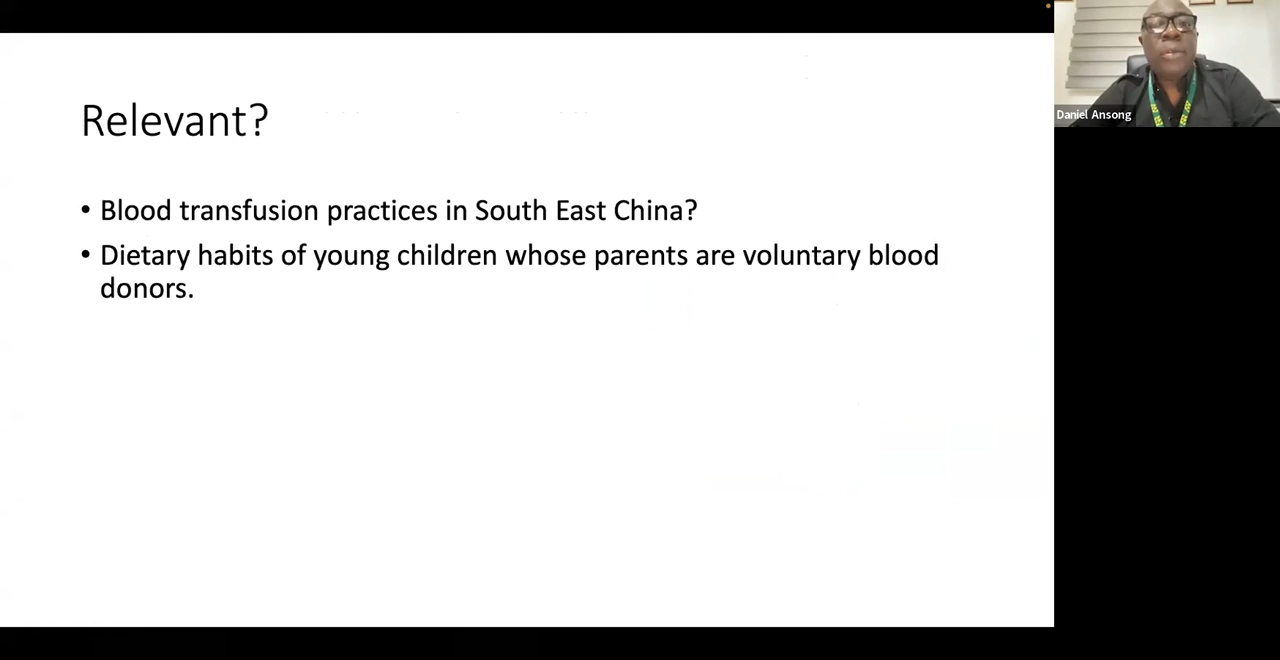 Relevant?
• Blood transfusion practices in South East China?
• Dietary habits of young children whose parents are voluntary blood
donors.
Daniel Ansong